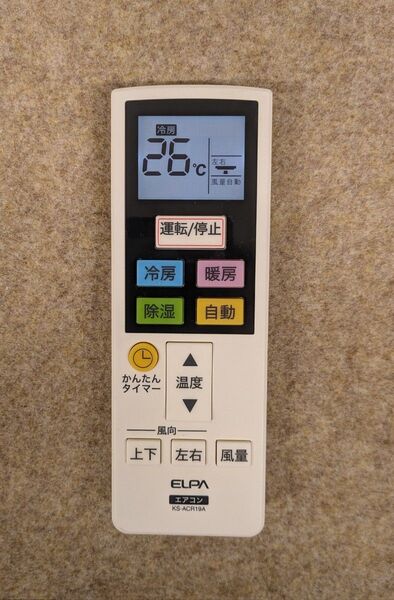 冷房
26℃
左右
風量自動
運転/停止
冷房 暖房
除湿 自動
かんたん
タイマー
温度
風向
上下 左右 風量
ELPA
エアコン
KS-ACR19A